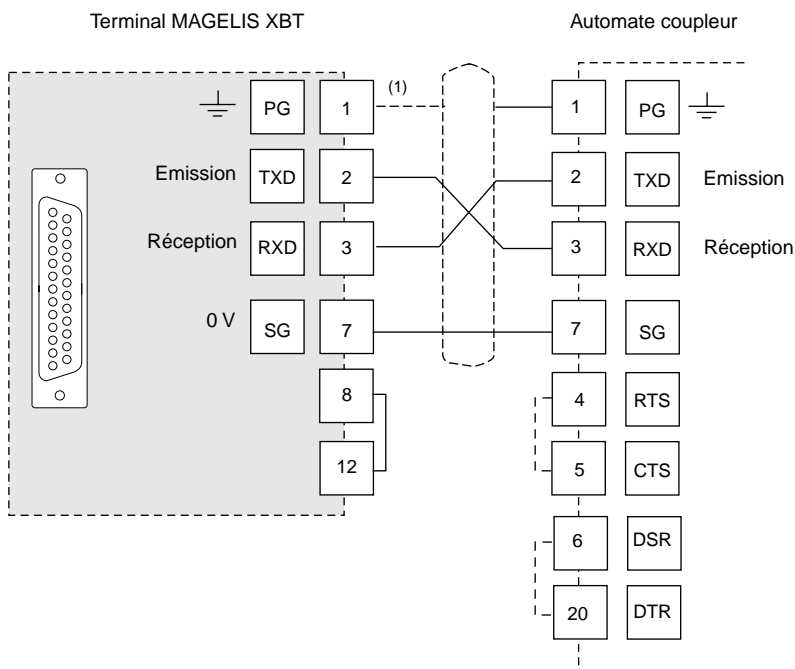 Terminal MAGELIS XBT
Automate coupleur
PG 1 (1) 1 PG
Emission TXD 2 2 TXD Emission
Réception RXD 3 3 RXD Réception
0 V SG 7 7 SG
8 4 RTS
12 5 CTS
6 DSR
20 DTR